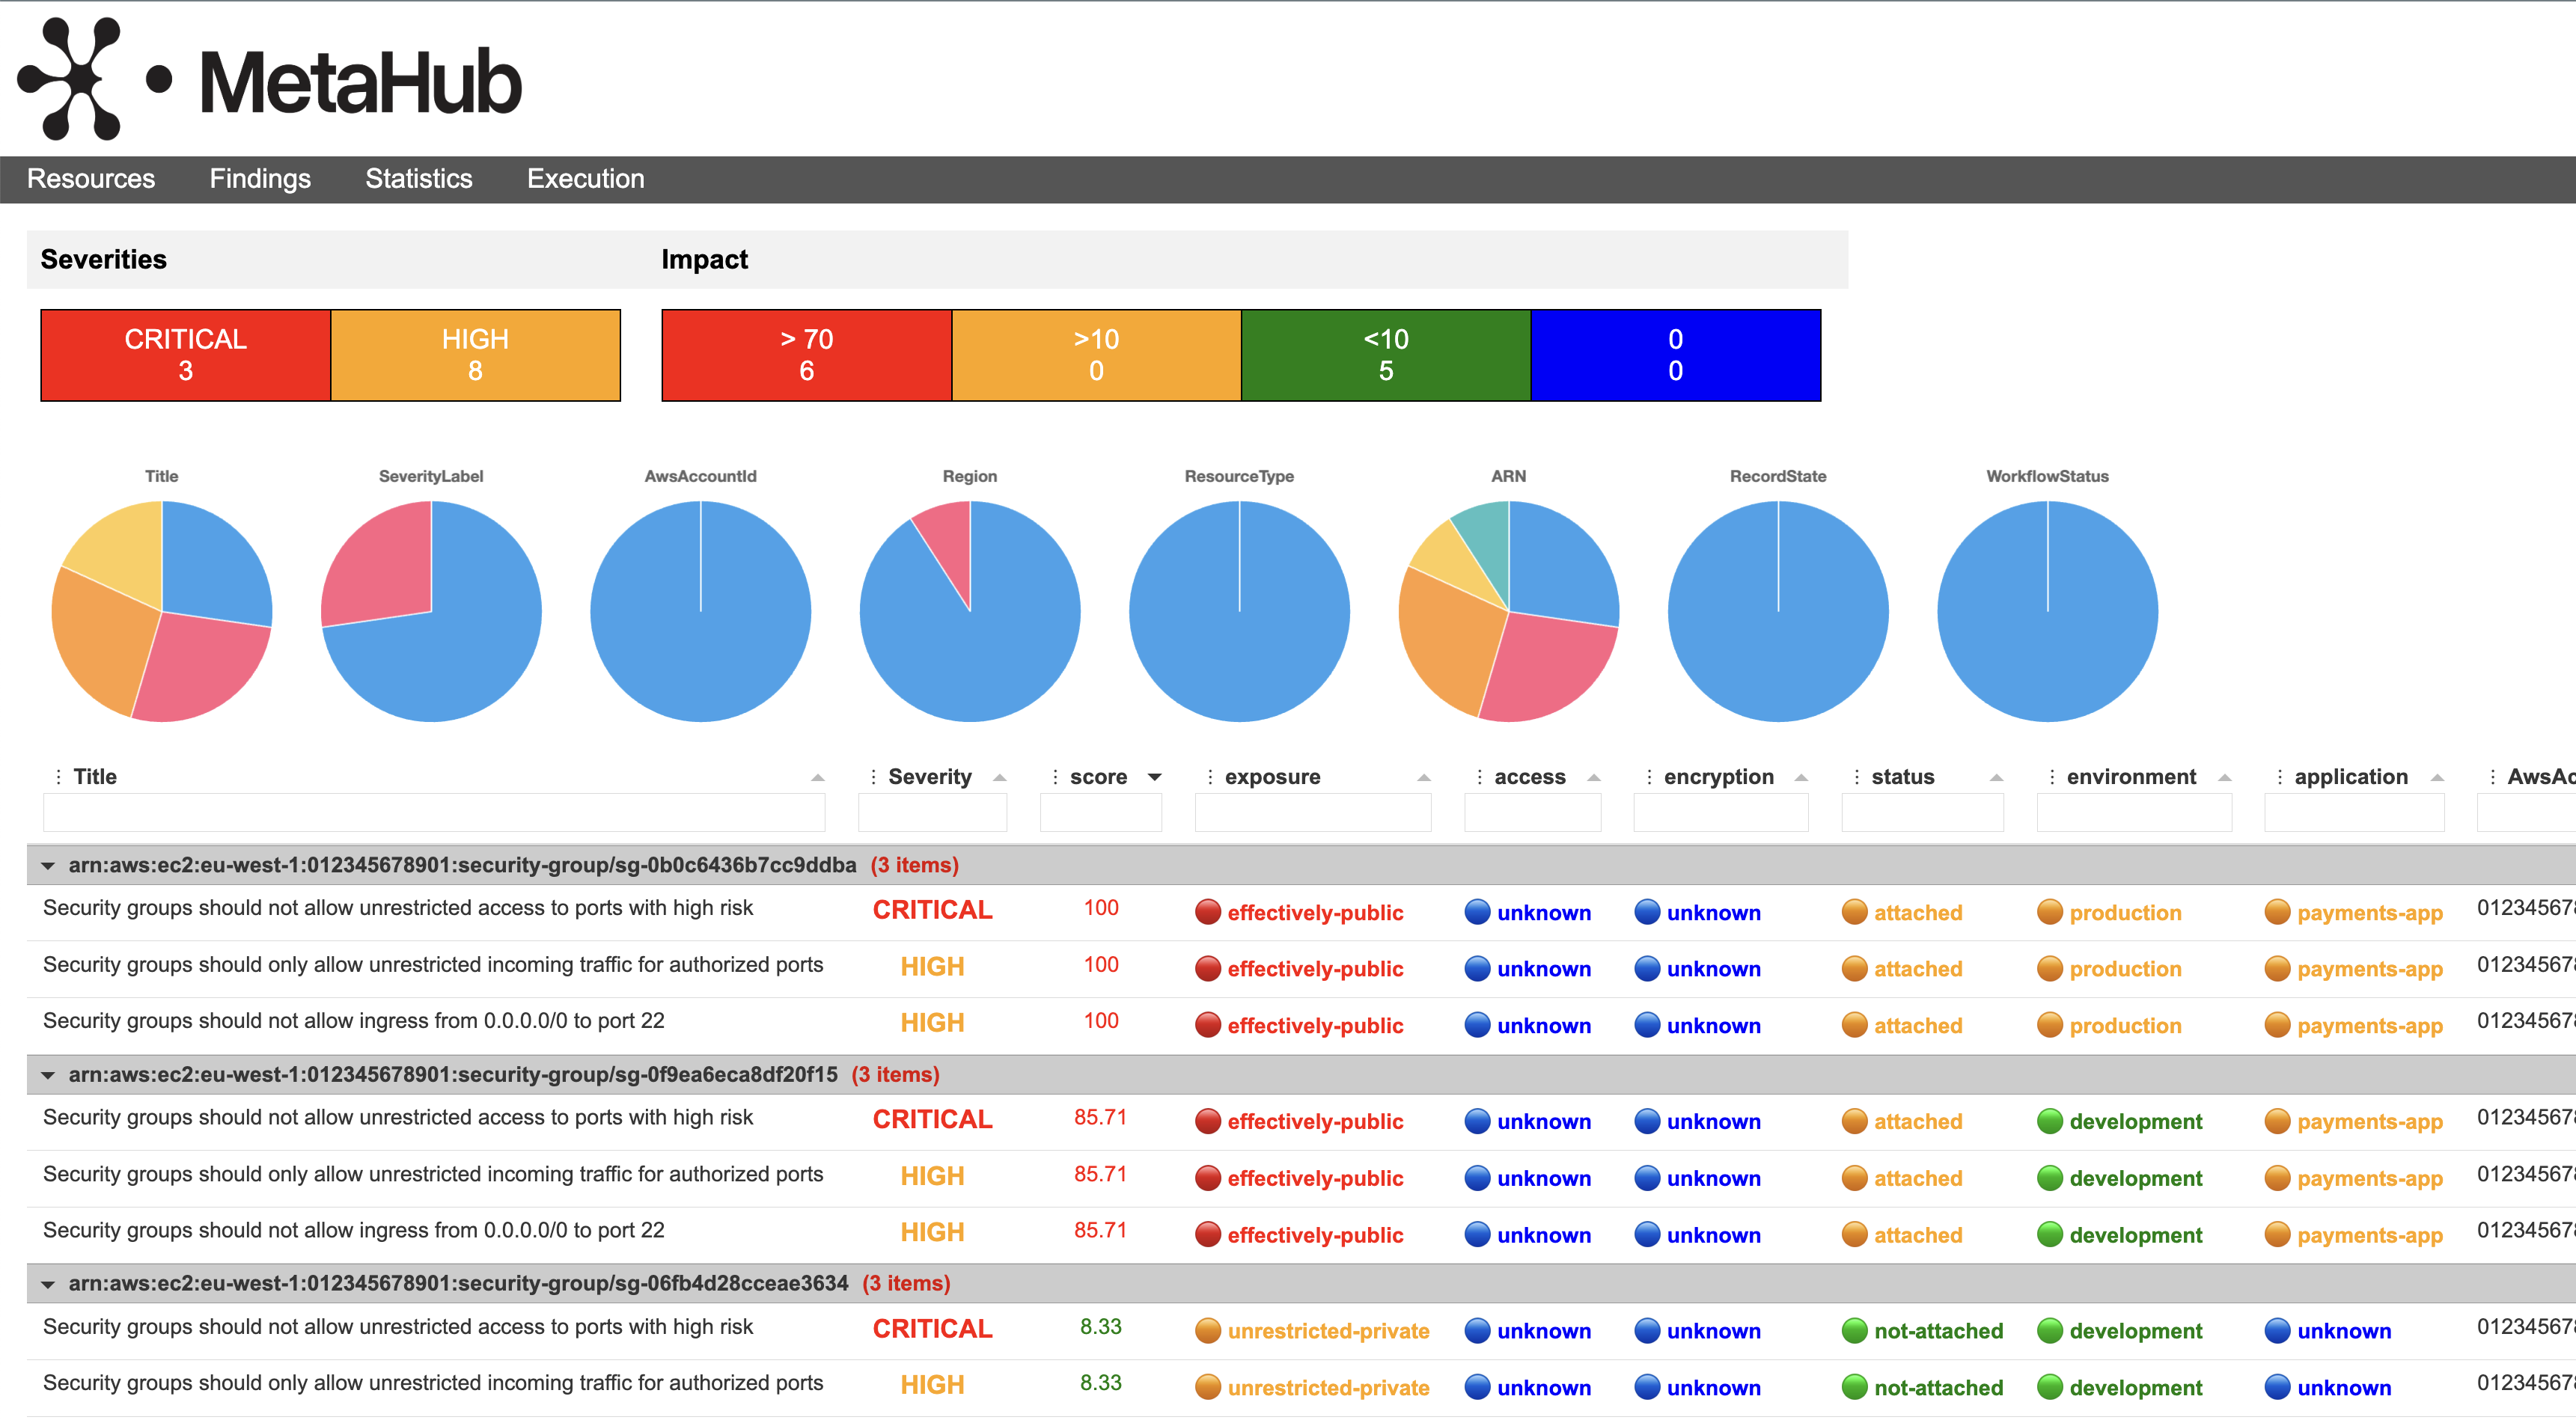 MetaHub
Resources Findings Statistics Execution
Severities Impact
CRITICAL HIGH > 70 >10 <10 0
3 8 6 0 5 0
Title SeverityLabel AwsAccountId Region ResourceType ARN RecordState WorkflowStatus
Title Severity score exposure access encryption status environment application AwsAc
arn:aws:ec2:eu-west-1:012345678901:security-group/sg-0b0c6436b7cc9ddba (3 items)
Security groups should not allow unrestricted access to ports with high risk CRITICAL 100 effectively-public unknown unknown attached production payments-app 012345678
Security groups should only allow unrestricted incoming traffic for authorized ports HIGH 100 effectively-public unknown unknown attached production payments-app 012345678
Security groups should not allow ingress from 0.0.0.0/0 to port 22 HIGH 100 effectively-public unknown unknown attached production payments-app 012345678
arn:aws:ec2:eu-west-1:012345678901:security-group/sg-0f9ea6eca8df20f15 (3 items)
Security groups should not allow unrestricted access to ports with high risk CRITICAL 85.71 effectively-public unknown unknown attached development payments-app 012345678
Security groups should only allow unrestricted incoming traffic for authorized ports HIGH 85.71 effectively-public unknown unknown attached development payments-app 012345678
Security groups should not allow ingress from 0.0.0.0/0 to port 22 HIGH 85.71 effectively-public unknown unknown attached development payments-app 012345678
arn:aws:ec2:eu-west-1:012345678901:security-group/sg-06fb4d28cceae3634 (3 items)
Security groups should not allow unrestricted access to ports with high risk CRITICAL 8.33 unrestricted-private unknown unknown not-attached development unknown 012345678
Security groups should only allow unrestricted incoming traffic for authorized ports HIGH 8.33 unrestricted-private unknown unknown not-attached development unknown 012345678